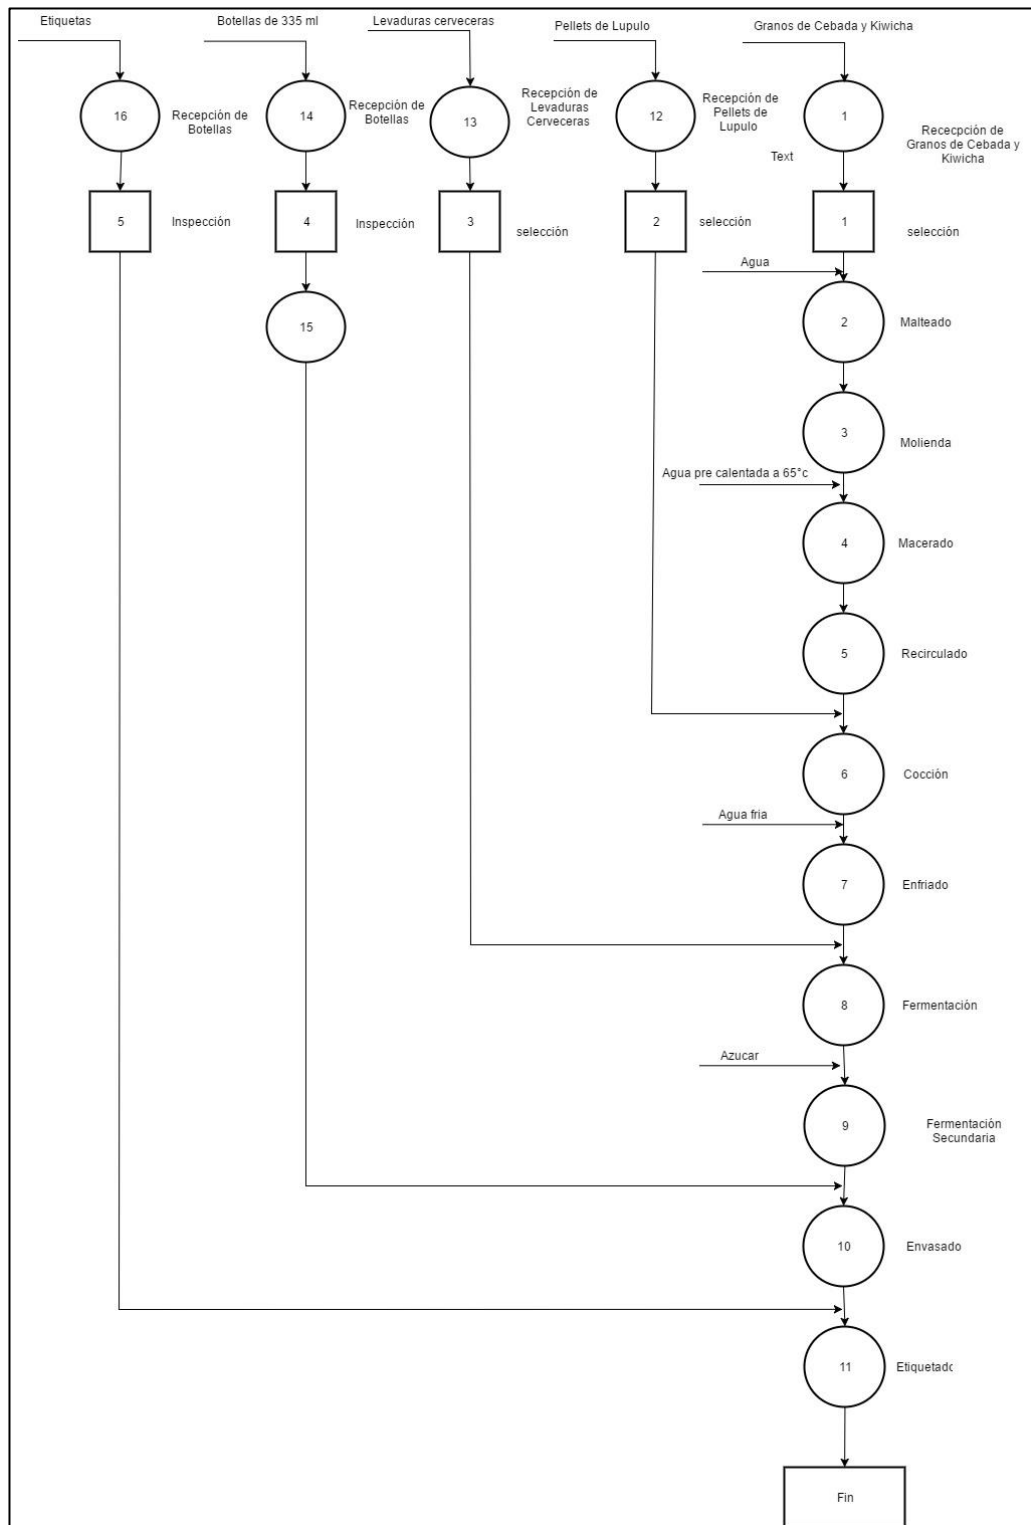 Etiquetas
Botellas de 335 ml
Levaduras cerveceras
Pellets de Lupulo
Granos de Cebada y Kiwicha
16
Recepción de
Botellas
14
Recepción de
Botellas
13
Recepción de
Levaduras
Cerveceras
12
Recepción de
Pellets de
Lupulo
1
Rececpción de
Granos de Cebada y
Kiwicha
Text
5
Inspección
4
Inspección
3
selección
2
selección
1
selección
Agua
15
2
Malteado
3
Molienda
Agua pre calentada a 65°c
4
Macerado
5
Recirculado
6
Cocción
Agua fria
7
Enfriado
8
Fermentación
Azucar
9
Fermentación
Secundaria
10
Envasado
11
Etiquetado
Fin